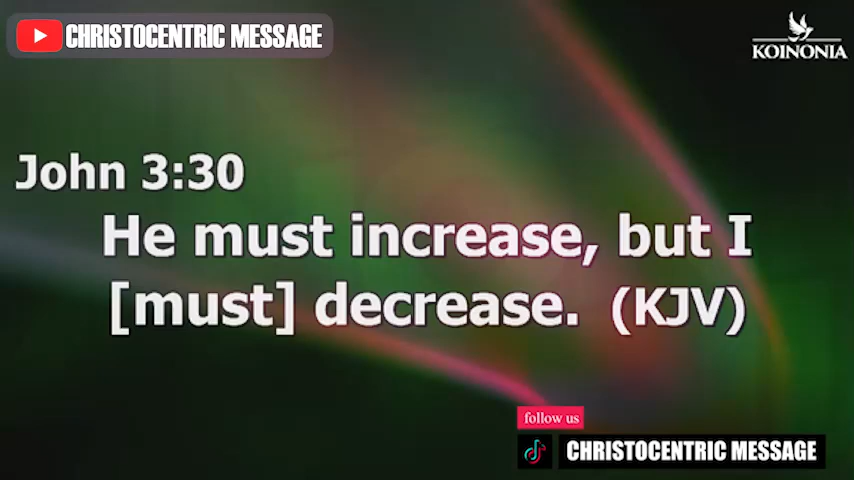 CHRISTOCENTRIC MESSAGE
KOINONIA
John 3:30
He must increase, but I
[must] decrease. (KJV)
follow us
CHRISTOCENTRIC MESSAGE